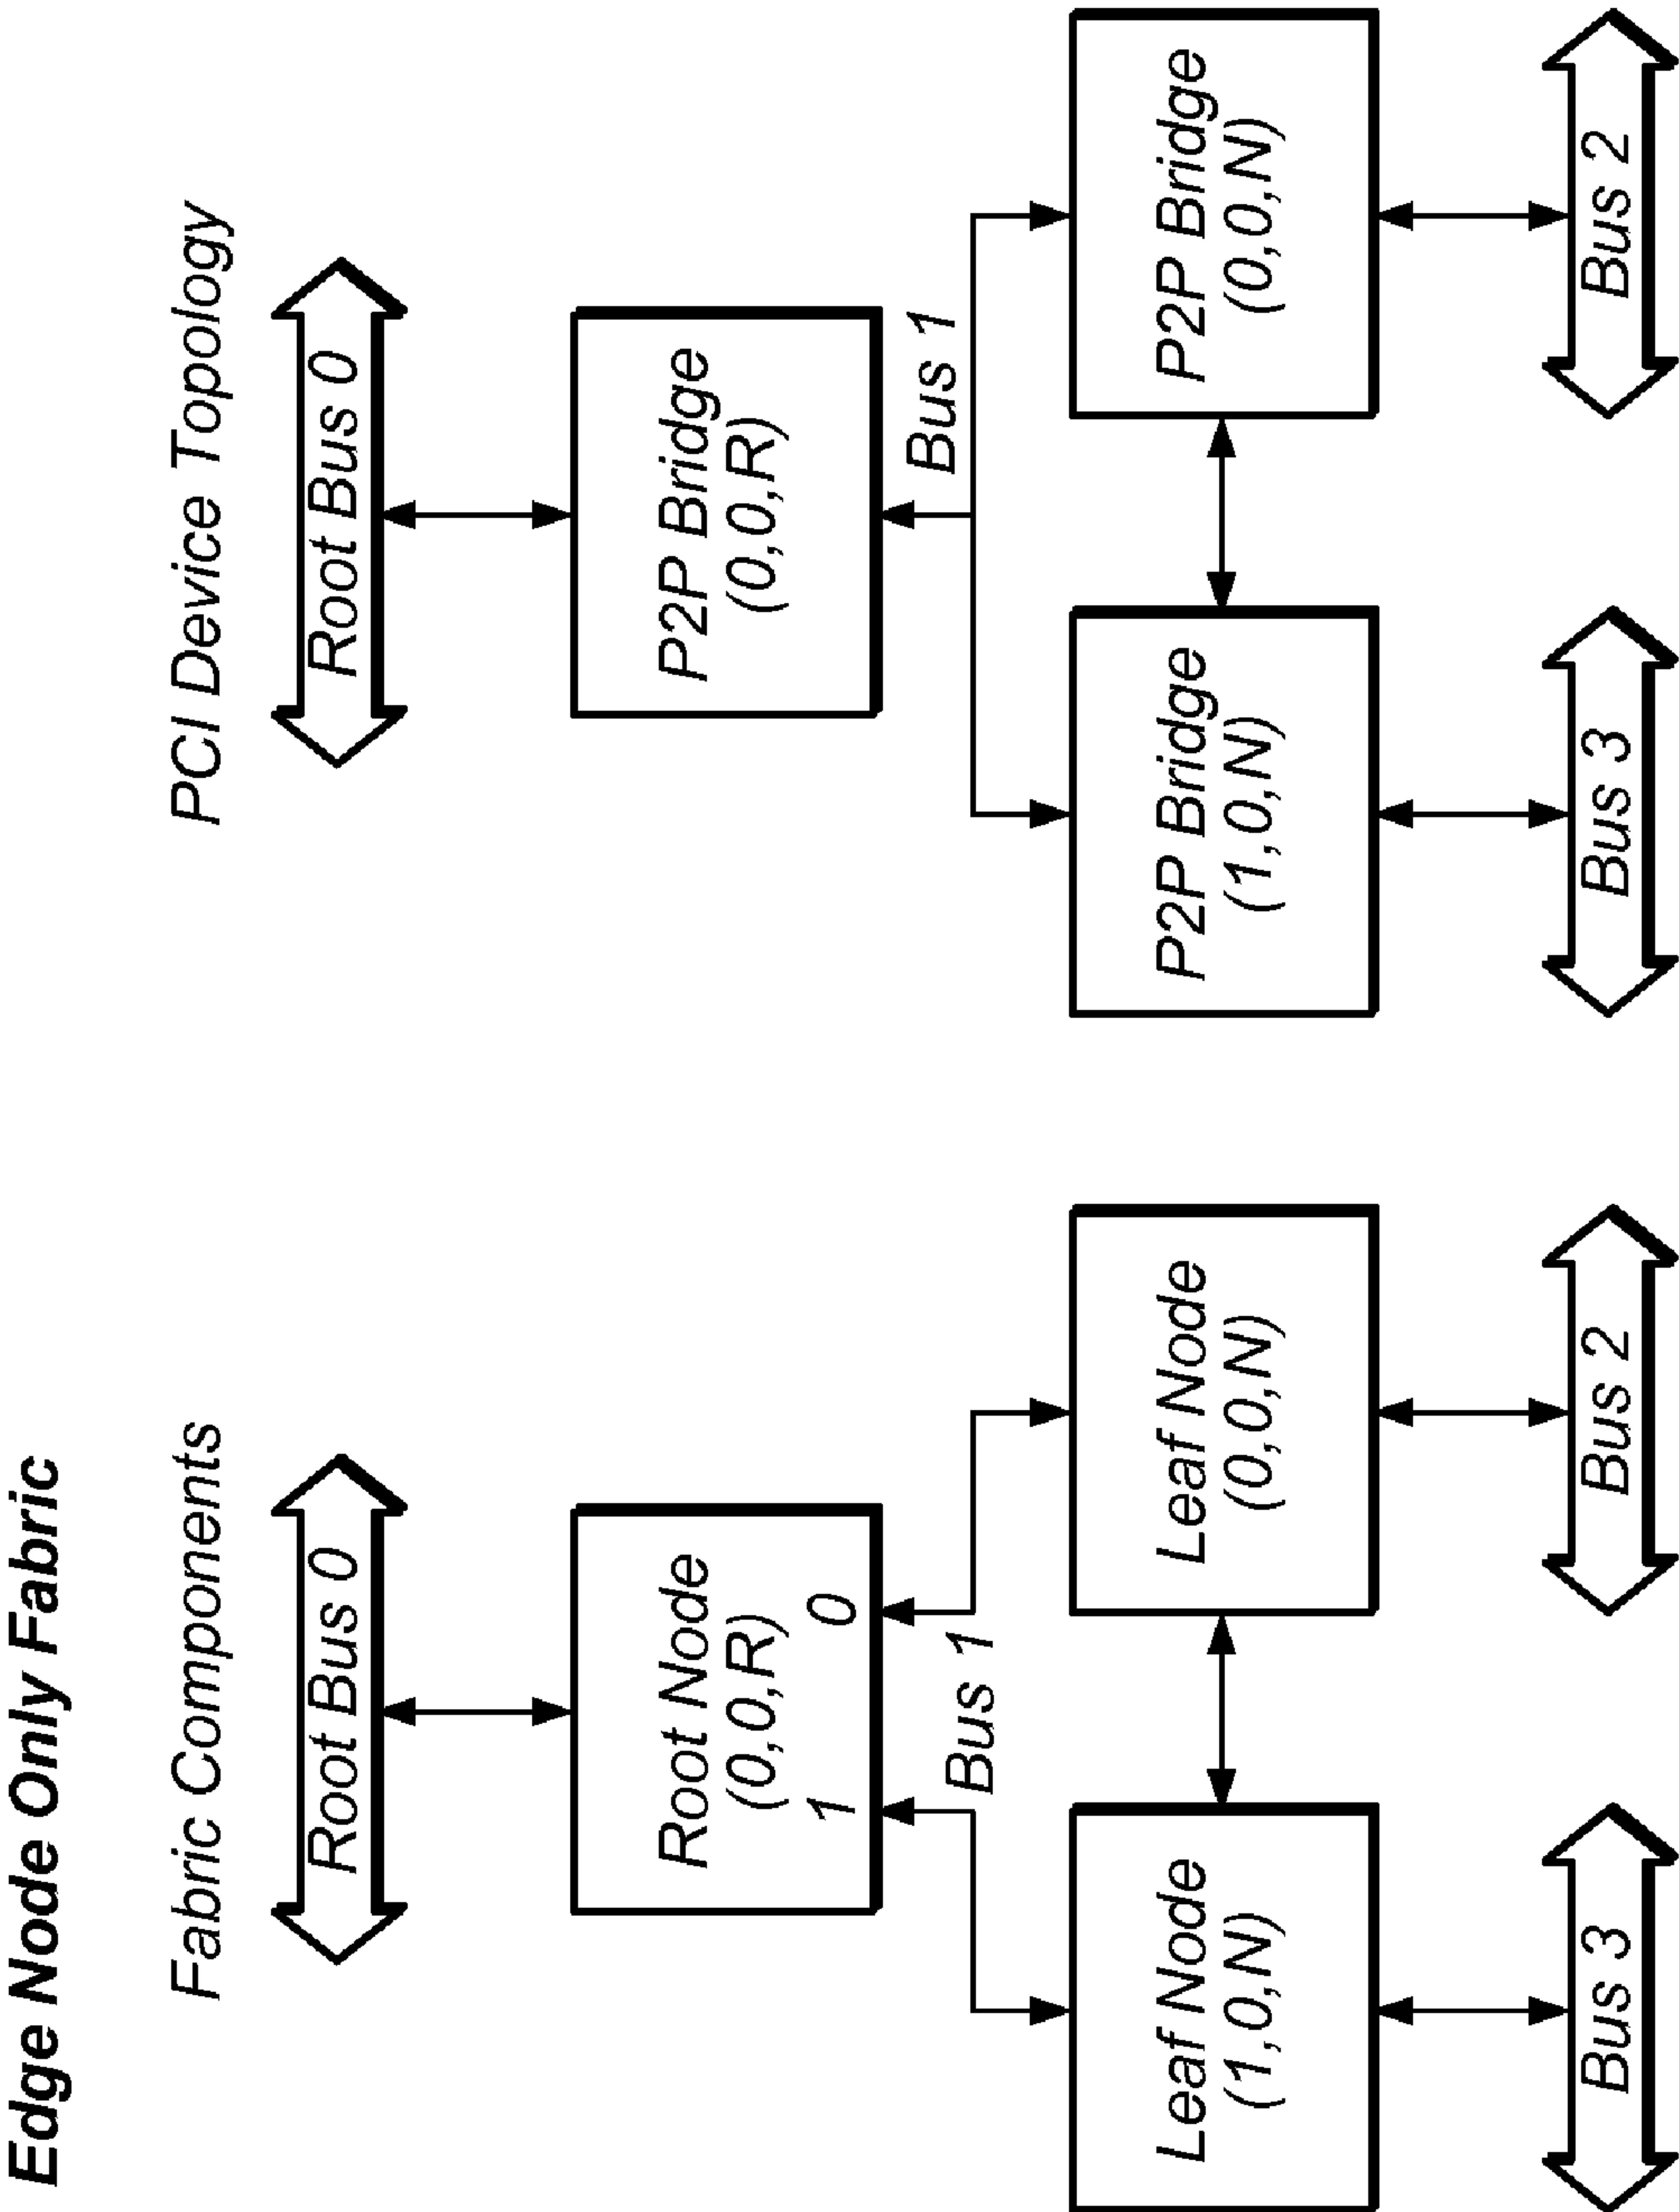 Edge Node Only Fabric
Fabric Components
Root Bus 0
Root Node
(0,0,R)
1 0
Bus 1
Leaf Node
(1,0,N)
Leaf Node
(0,0,N)
Bus 3
Bus 2
PCI Device Topology
Root Bus 0
P2P Bridge
(0,0,R)
Bus 1
P2P Bridge
(1,0,N)
P2P Bridge
(0,0,N)
Bus 3
Bus 2